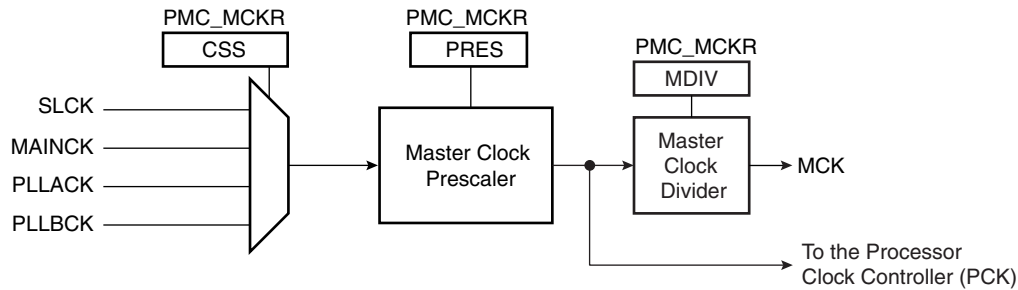 PMC_MCKR
CSS
PMC_MCKR
PRES
PMC_MCKR
MDIV
SLCK
MAINCK
PLLACK
PLLBCK
Master Clock
Prescaler
Master
Clock
Divider
MCK
To the Processor
Clock Controller (PCK)